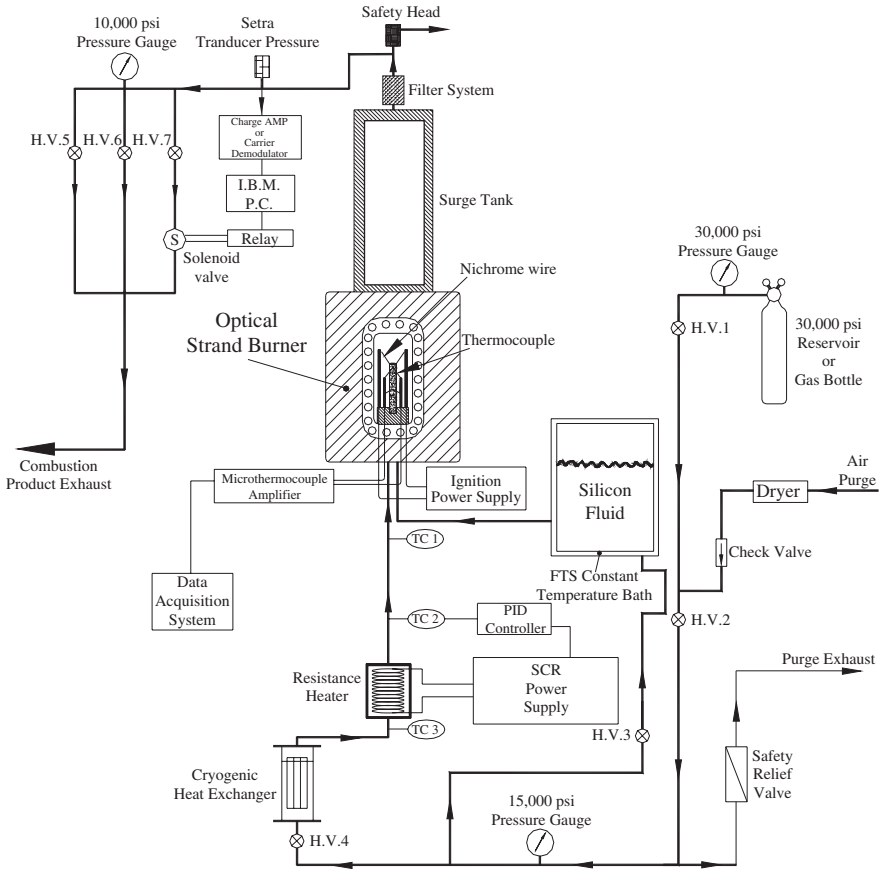 Safety Head
10,000 psi
Pressure Gauge
Setra
Tranducer Pressure
Filter System
Charge AMP
or
Carrier
Demodulator
H.V.5
H.V.6
H.V.7
I.B.M.
P.C.
Surge Tank
S
Relay
Solenoid
valve
30,000 psi
Pressure Gauge
Nichrome wire
Optical
Strand Burner
Thermocouple
H.V.1
30,000 psi
Reservoir
or
Gas Bottle
Combustion
Product Exhaust
Microthermocouple
Amplifier
Ignition
Power Supply
Silicon
Fluid
Air
Purge
Dryer
TC 1
Check Valve
FTS Constant
Temperature Bath
Data
Acquisition
System
TC 2
PID
Controller
H.V.2
Resistance
Heater
SCR
Power
Supply
Purge Exhaust
TC 3
H.V.3
Cryogenic
Heat Exchanger
Safety
Relief
Valve
15,000 psi
Pressure Gauge
H.V.4